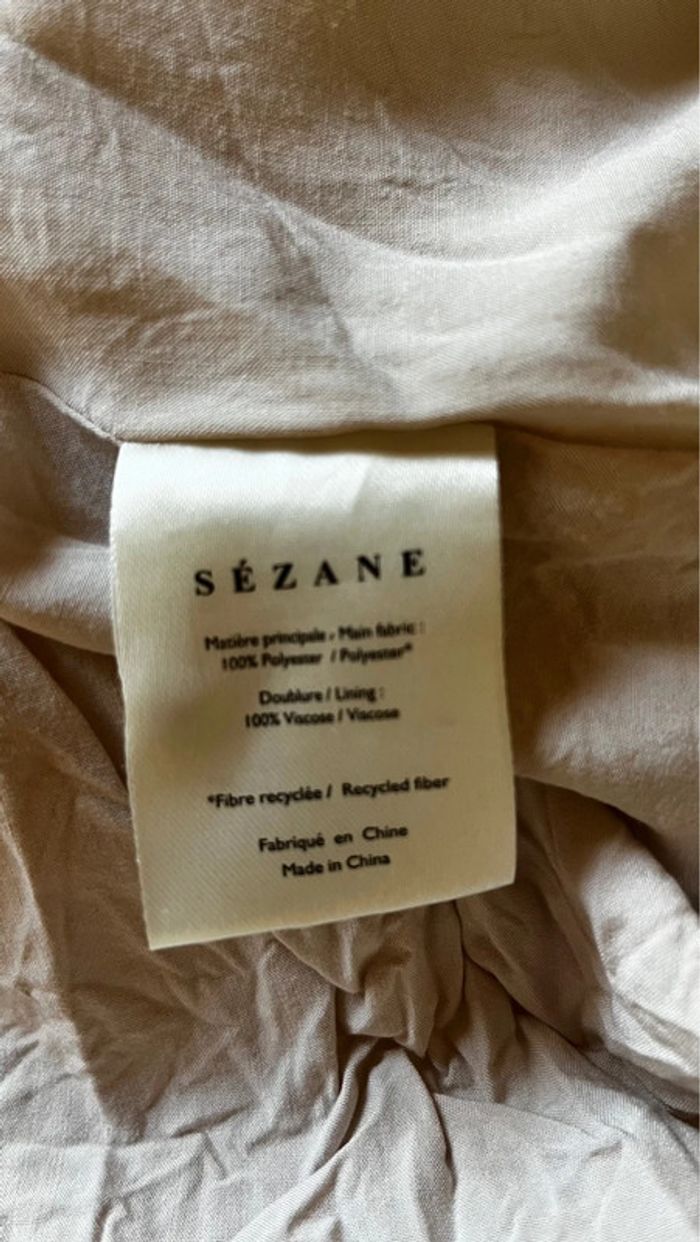 SÉZANE
Matière principale / Main fabric :
100% Polyester / Polyester*
Doublure / Lining :
100% Viscose / Viscose
*Fibre recyclée / Recycled fiber
Fabriqué en Chine
Made in China